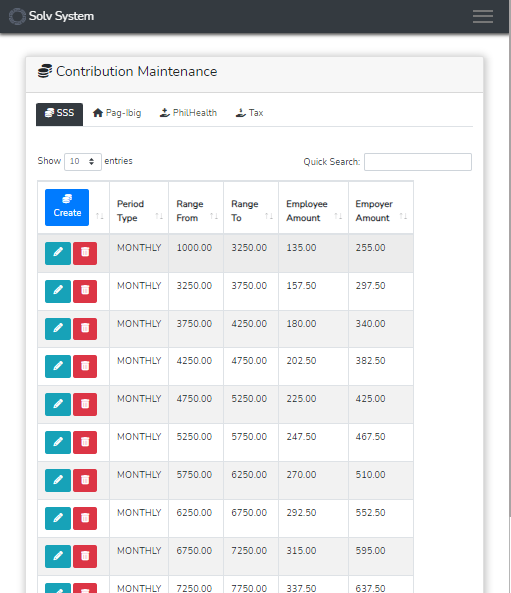 Solv System
Contribution Maintenance
SSS Pag-Ibig PhilHealth Tax
Show 10 entries Quick Search:
Create Period Type Range From Range To Employee Amount Empoyer Amount
MONTHLY 1000.00 3250.00 135.00 255.00
MONTHLY 3250.00 3750.00 157.50 297.50
MONTHLY 3750.00 4250.00 180.00 340.00
MONTHLY 4250.00 4750.00 202.50 382.50
MONTHLY 4750.00 5250.00 225.00 425.00
MONTHLY 5250.00 5750.00 247.50 467.50
MONTHLY 5750.00 6250.00 270.00 510.00
MONTHLY 6250.00 6750.00 292.50 552.50
MONTHLY 6750.00 7250.00 315.00 595.00
MONTHLY 7250.00 7750.00 337.50 637.50